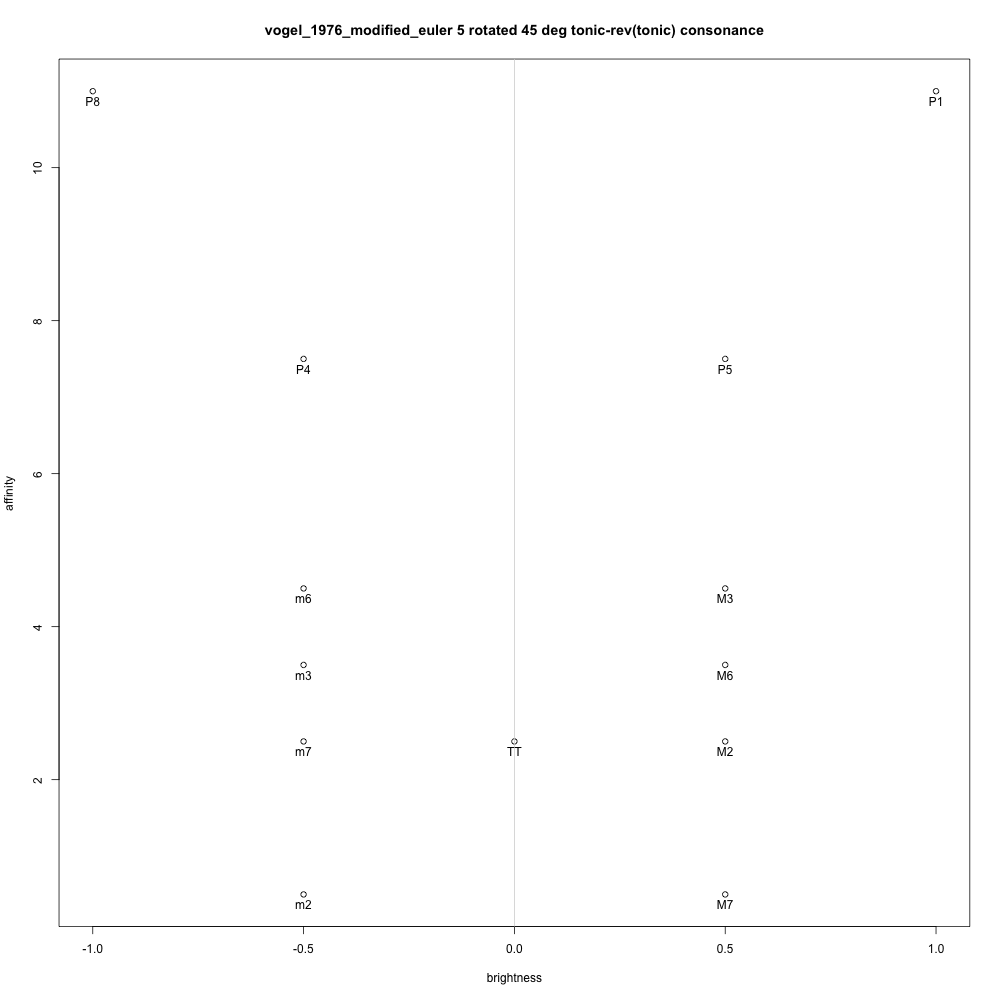 vogel_1976_modified_euler 5 rotated 45 deg tonic-rev(tonic) consonance
P8
P1
10
8
P4
P5
6
affinity
m6
M3
4
m3
M6
m7
TT
M2
2
m2
M7
-1.0
-0.5
0.0
0.5
1.0
brightness